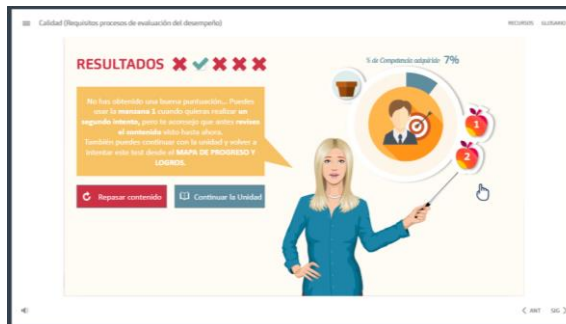 Calidad (Requisitos procesos de evaluación del desempeño)
RECURSOS GLOSARIO
RESULTADOS
% de Competencia adquirida 7%
No has obtenido una buena puntuación... Puedes
usar la manzana 1 cuando quieras realizar un
segundo intento, pero te aconsejo que antes revises
el contenido visto hasta ahora.
También puedes continuar con la unidad y volver a
intentar este test desde el MAPA DE PROGRESO Y
LOGROS.
1
2
Repasar contenido
Continuar la Unidad
ANT SIG